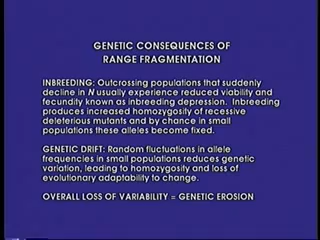 GENETIC CONSEQUENCES OF
RANGE FRAGMENTATION
INBREEDING: Outcrossing populations that suddenly
decline in N usually experience reduced viability and
fecundity known as inbreeding depression. Inbreeding
produces increased homozygosity of recessive
deleterious mutants and by chance in small
populations these alleles become fixed.
GENETIC DRIFT: Random fluctuations in allele
frequencies in small populations reduces genetic
variation, leading to homozygosity and loss of
evolutionary adaptability to change.
OVERALL LOSS OF VARIABILITY = GENETIC EROSION